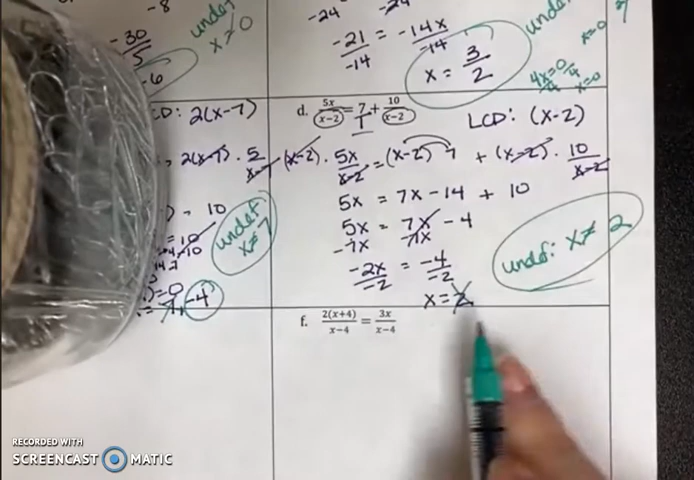 -8
-30
5
-6
undef
x≠0
-24 -24
-21 = -14x
-14 -14
x = 3/2
undef
x=0
4x=0
4 4
x=0
LCD: 2(x-7)
2(x-7) · 5
x-7
) = 10
undef
x≠7
)=0
-4
d. 5x/(x-2) = 7/1 + 10/(x-2)
LCD: (x-2)
(x-2) · 5x/x-2 = (x-2) 7 + (x-2) · 10/x-2
5x = 7x - 14 + 10
5x = 7x - 4
-7x -7x
-2x = -4
-2 -2
x = 2
undef: x≠2
f. 2(x+4)/x-4 = 3x/x-4
RECORDED WITH
SCREENCAST MATIC